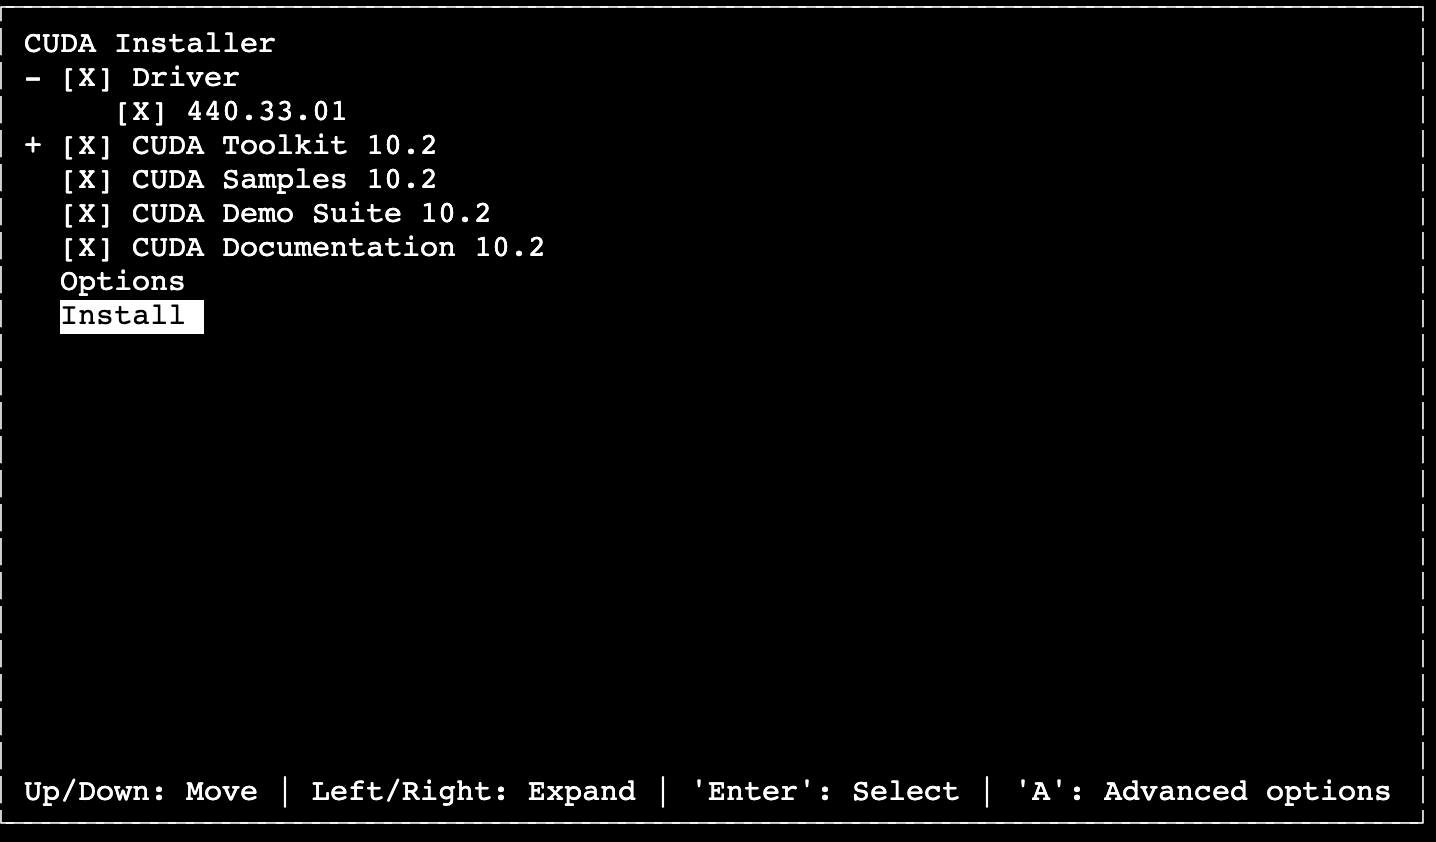 CUDA Installer
- [X] Driver
[X] 440.33.01
+ [X] CUDA Toolkit 10.2
[X] CUDA Samples 10.2
[X] CUDA Demo Suite 10.2
[X] CUDA Documentation 10.2
Options
Install
Up/Down: Move | Left/Right: Expand | 'Enter': Select | 'A': Advanced options